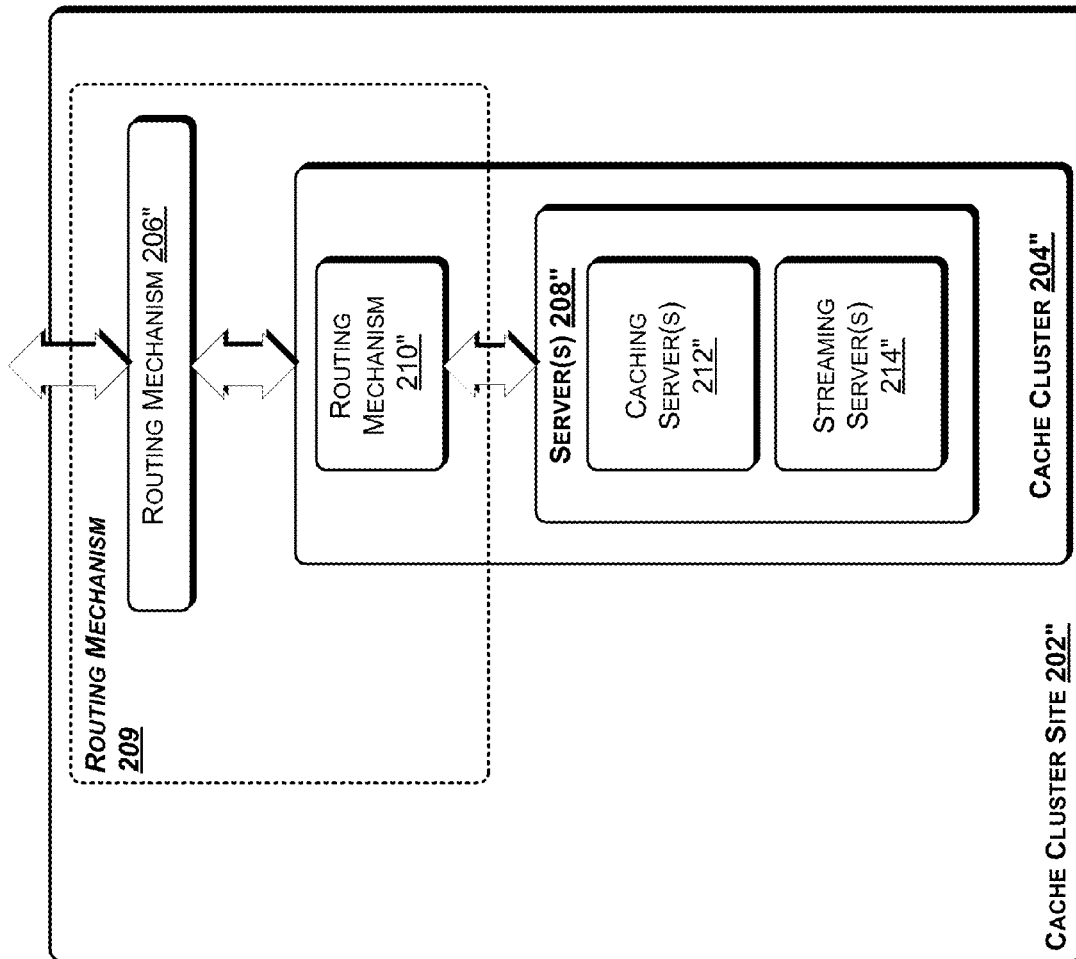 ROUTING MECHANISM
209
ROUTING MECHANISM 206"
ROUTING
MECHANISM
210"
SERVER(S) 208"
CACHING
SERVER(S)
212"
STREAMING
SERVER(S)
214"
CACHE CLUSTER 204"
CACHE CLUSTER SITE 202"